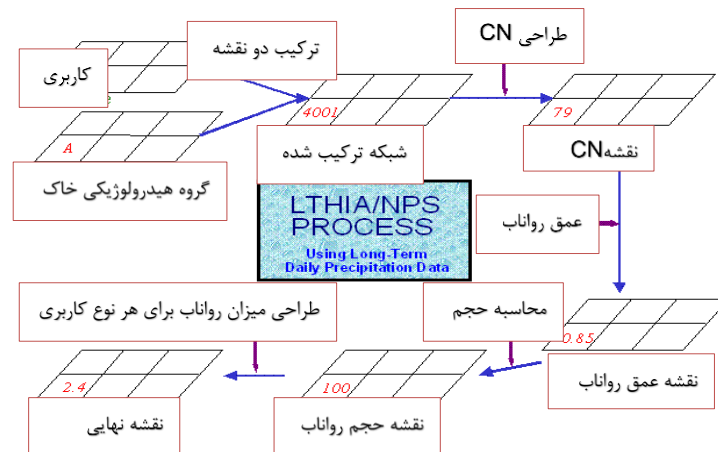 کاربری
ترکیب دو نقشه
طراحی CN
4001
79
A
گروه هیدرولوژیکی خاک
شبکه ترکیب شده
نقشهCN
LTHIA/NPS
PROCESS
Using Long-Term
Daily Precipitation Data
عمق رواناب
طراحی میزان رواناب برای هر نوع کاربری
محاسبه حجم
0.85
نقشه عمق رواناب
100
2.4
نقشه حجم رواناب
نقشه نهایی